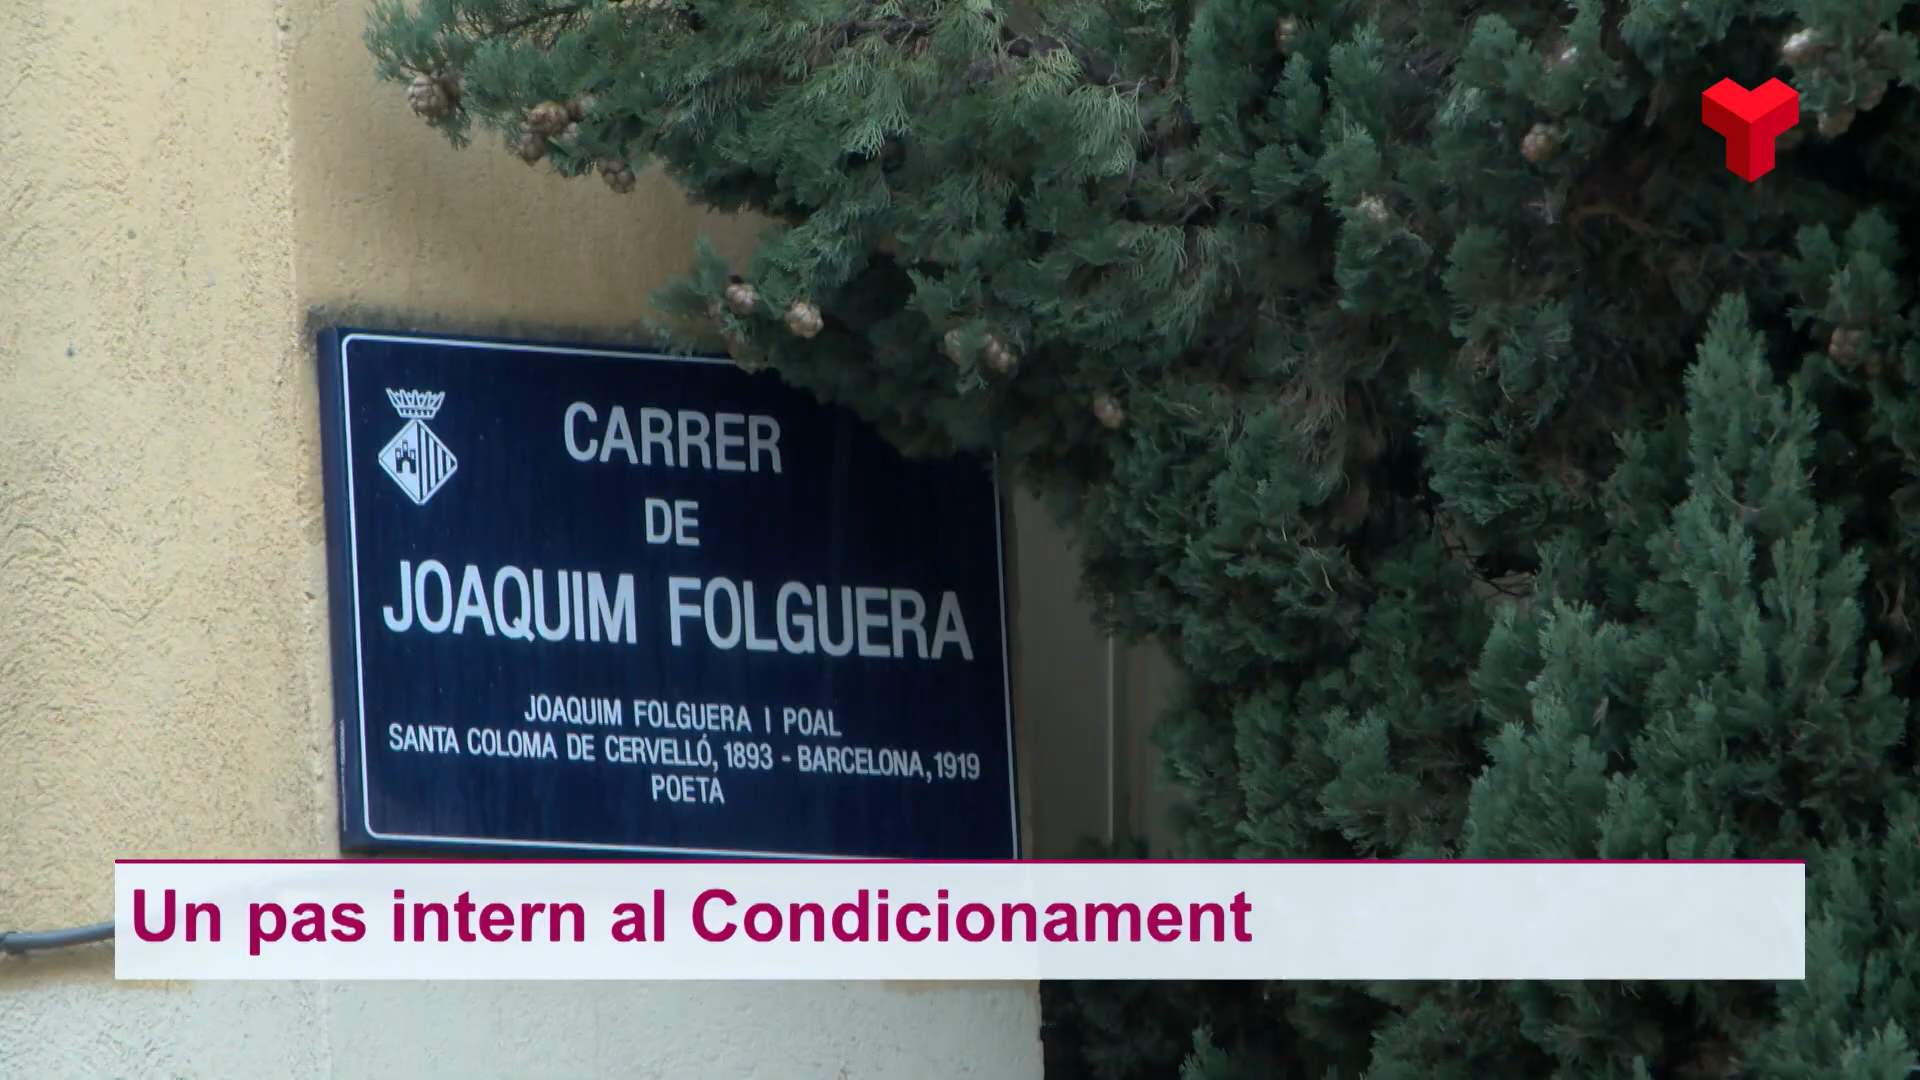 CARRER
DE
JOAQUIM FOLGUERA
JOAQUIM FOLGUERA I POAL
SANTA COLOMA DE CERVELLÓ, 1893 - BARCELONA, 1919
POETA
Un pas intern al Condicionament